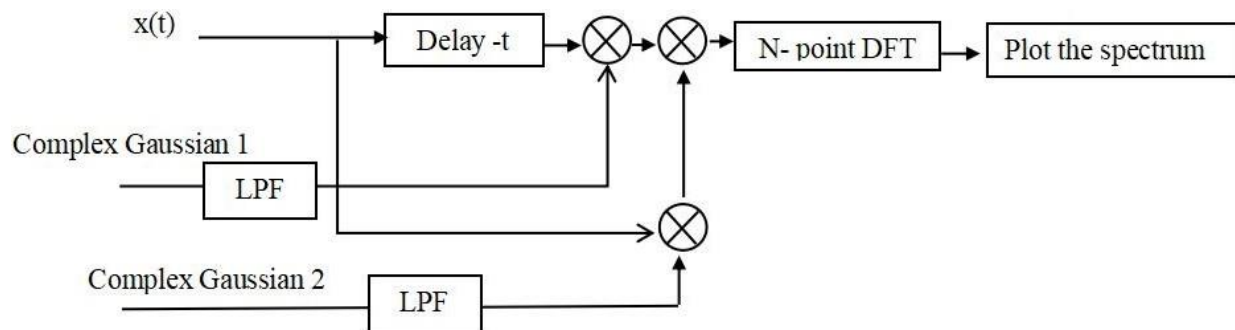 x(t)
Delay -t
N- point DFT
Plot the spectrum
Complex Gaussian 1
LPF
Complex Gaussian 2
LPF